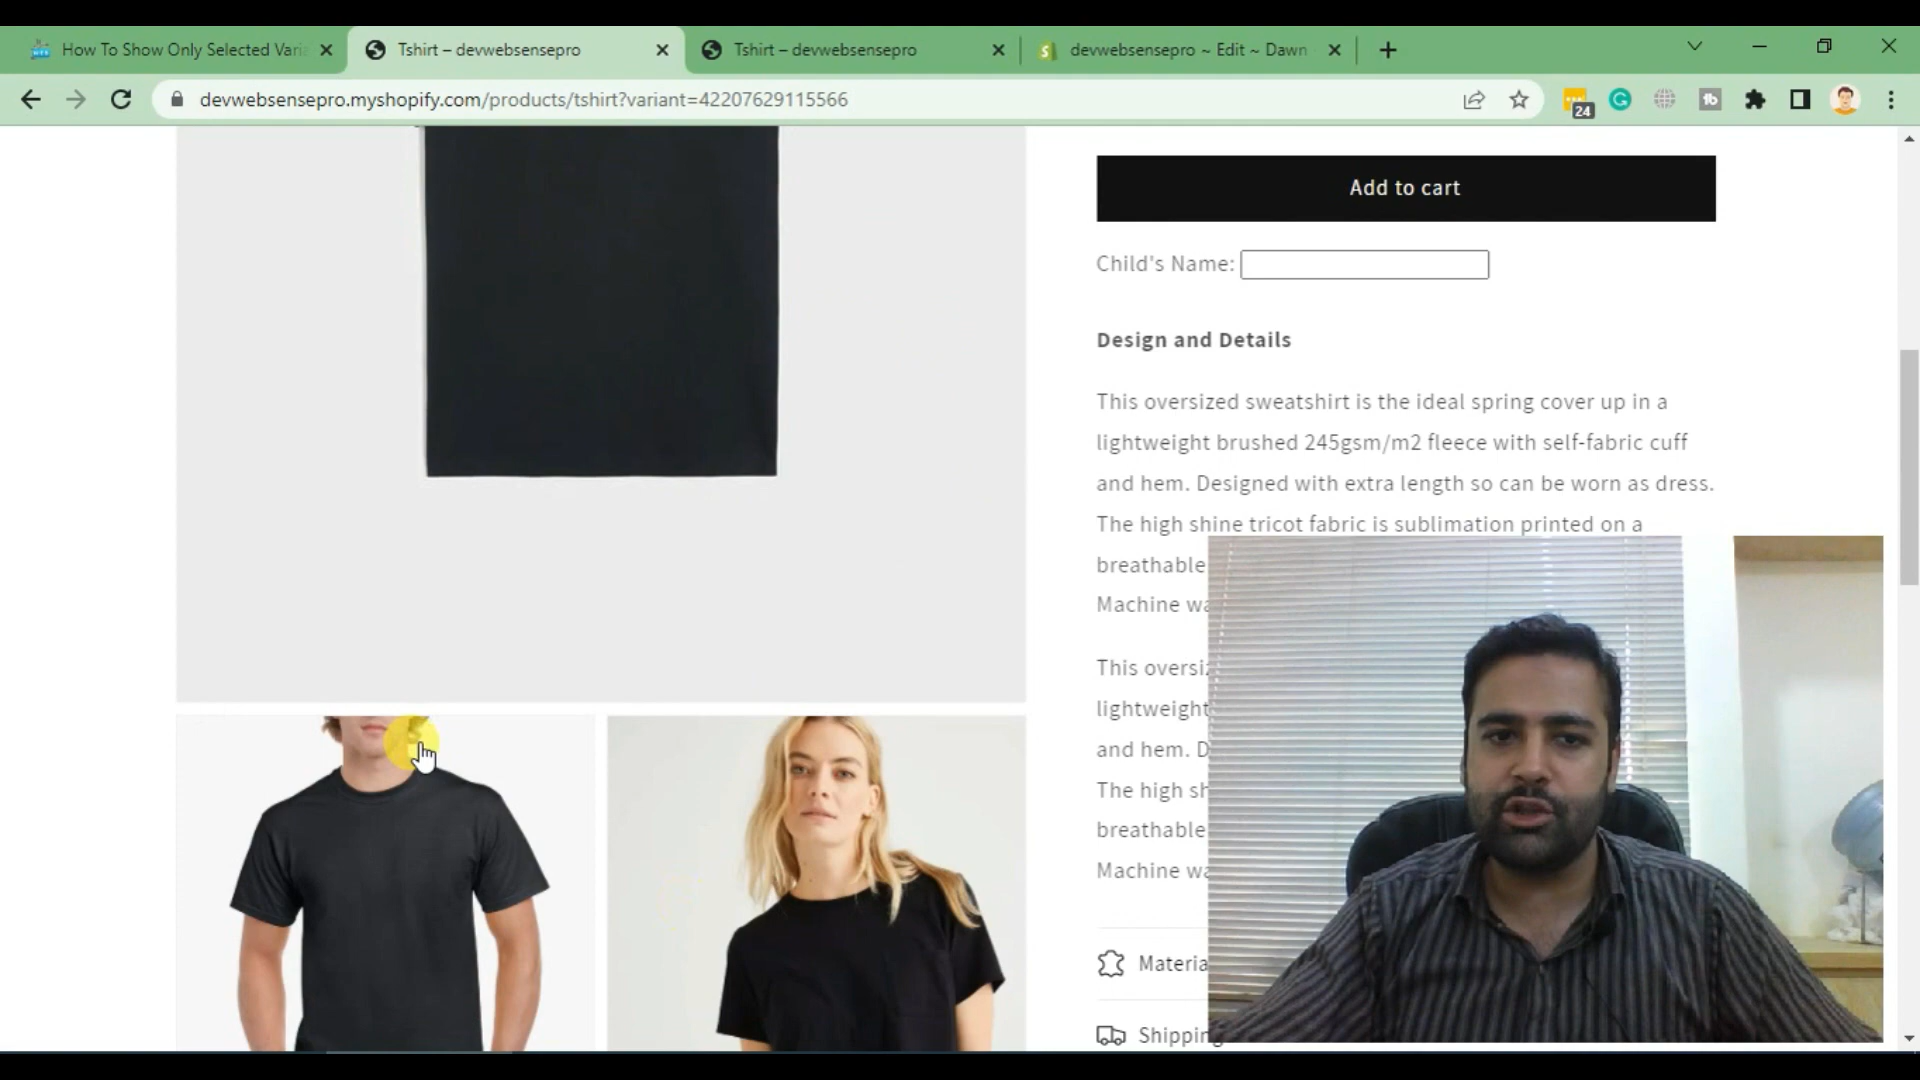 How To Show Only Selected Vari
Tshirt – devwebsensepro
Tshirt – devwebsensepro
devwebsensepro ~ Edit ~ Dawn
devwebsensepro.myshopify.com/products/tshirt?variant=42207629115566
24
tb
Add to cart
Child's Name:
Design and Details
This oversized sweatshirt is the ideal spring cover up in a
lightweight brushed 245gsm/m2 fleece with self-fabric cuff
and hem. Designed with extra length so can be worn as dress.
The high shine tricot fabric is sublimation printed on a
breathable
Machine wa
This oversiz
lightweight
and hem. D
The high sh
breathable
Machine wa
Materia
Shipping